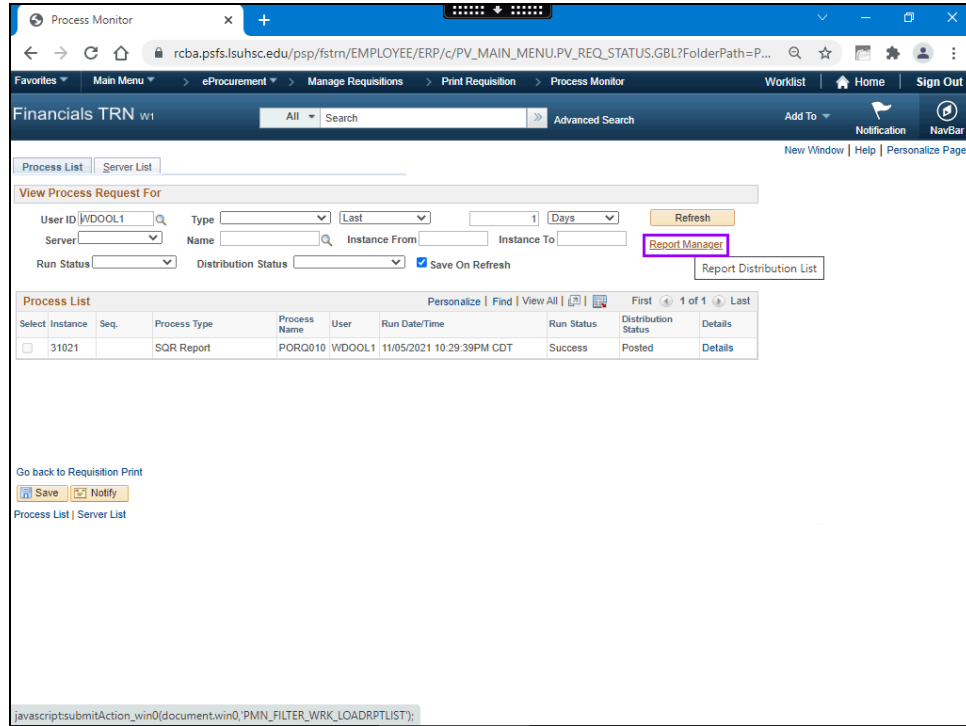 Process Monitor
rcba.psfs.lsuhsc.edu/psp/fstrn/EMPLOYEE/ERP/c/PV_MAIN_MENU.PV_REQ_STATUS.GBL?FolderPath=P...
Favorites Main Menu > eProcurement > Manage Requisitions > Print Requisition > Process Monitor Worklist Home Sign Out
Financials TRN W1 All Search » Advanced Search Add To Notification NavBar
New Window | Help | Personalize Page
Process List Server List
View Process Request For
User ID WDOOL1 Type Last 1 Days Refresh
Server Name Instance From Instance To Report Manager
Run Status Distribution Status Save On Refresh Report Distribution List
Process List Personalize | Find | View All | First 1 of 1 Last
Select Instance Seq. Process Type Process Name User Run Date/Time Run Status Distribution Status Details
31021 SQR Report PORQ010 WDOOL1 11/05/2021 10:29:39PM CDT Success Posted Details
Go back to Requisition Print
Save Notify
Process List | Server List
javascript:submitAction_win0(document.win0,'PMN_FILTER_WRK_LOADRPTLIST');